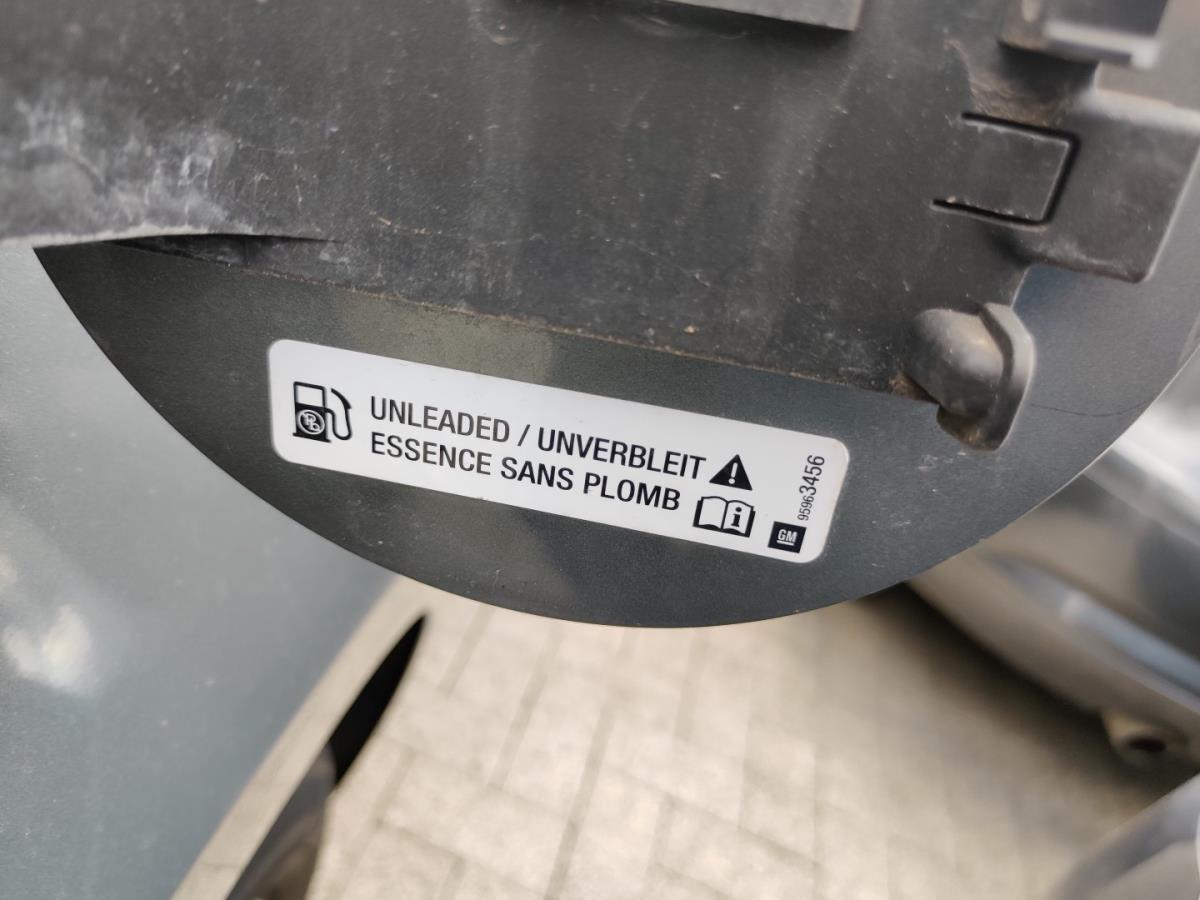 UNLEADED / UNVERBLEIT
ESSENCE SANS PLOMB
GM
95963456